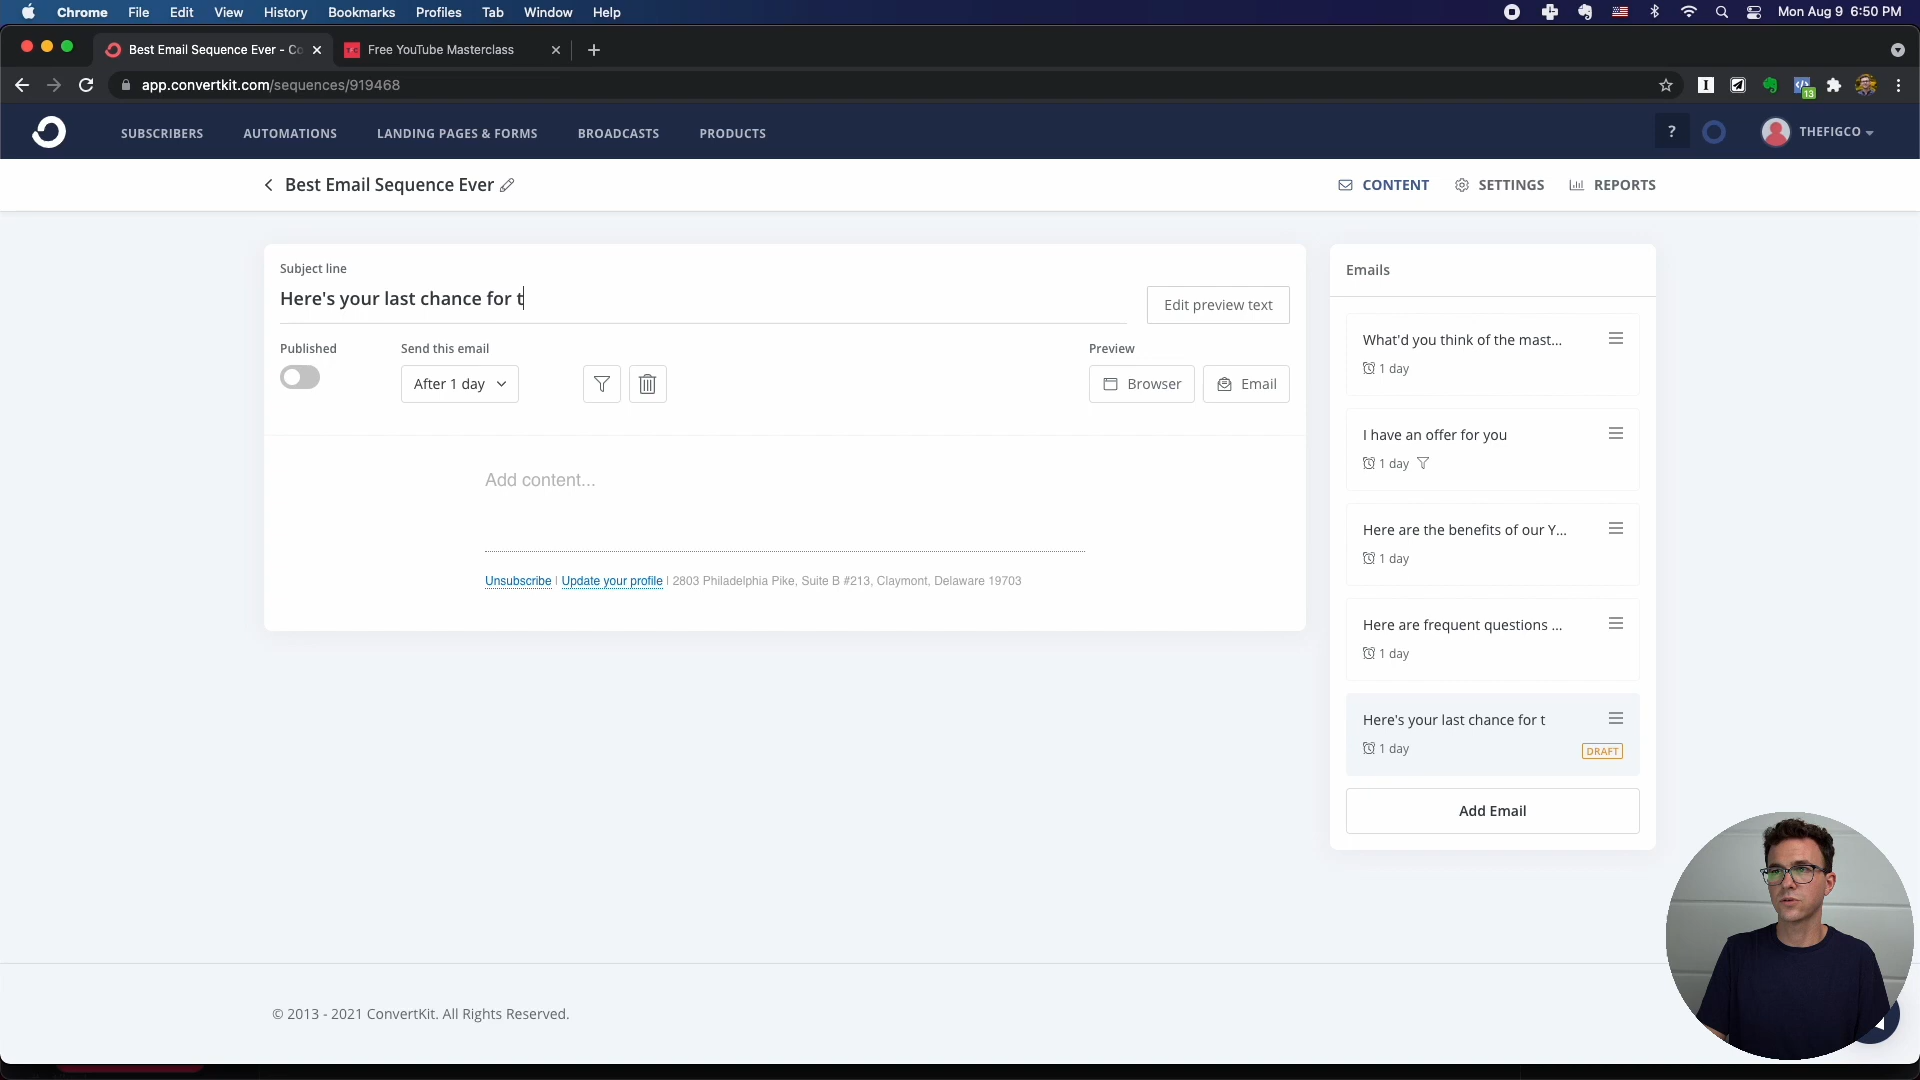 Chrome File Edit View History Bookmarks Profiles Tab Window Help Mon Aug 9 6:50 PM
Best Email Sequence Ever - Co Free YouTube Masterclass
app.convertkit.com/sequences/919468
13
SUBSCRIBERS AUTOMATIONS LANDING PAGES & FORMS BROADCASTS PRODUCTS ? THEFIGCO
Best Email Sequence Ever CONTENT SETTINGS REPORTS
Subject line
Here's your last chance for t
Edit preview text
Published Send this email Preview
After 1 day Browser Email
Add content...
Unsubscribe | Update your profile | 2803 Philadelphia Pike, Suite B #213, Claymont, Delaware 19703
Emails
What'd you think of the mast...
1 day
I have an offer for you
1 day
Here are the benefits of our Y...
1 day
Here are frequent questions ...
1 day
Here's your last chance for t
1 day
DRAFT
Add Email
© 2013 - 2021 ConvertKit. All Rights Reserved.